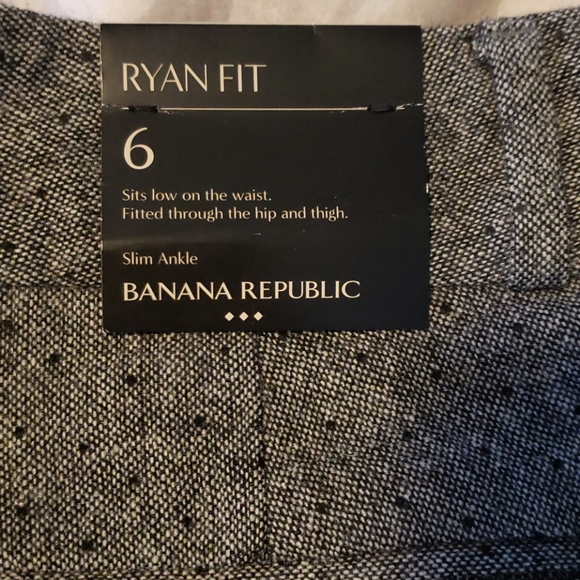 RYAN FIT
6
Sits low on the waist.
Fitted through the hip and thigh.
Slim Ankle
BANANA REPUBLIC